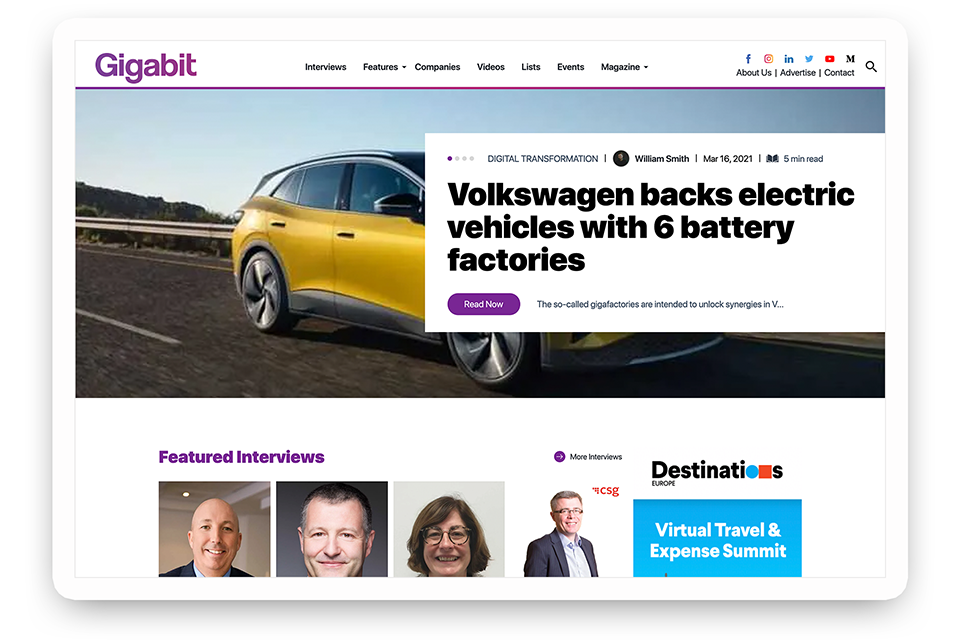 Gigabit
Interviews Features Companies Videos Lists Events Magazine
M
About Us | Advertise | Contact
DIGITAL TRANSFORMATION | William Smith | Mar 16, 2021 | 5 min read
Volkswagen backs electric
vehicles with 6 battery
factories
Read Now
The so-called gigafactories are intended to unlock synergies in V...
Featured Interviews
More Interviews
csg
Destinations
EUROPE
Virtual Travel &
Expense Summit